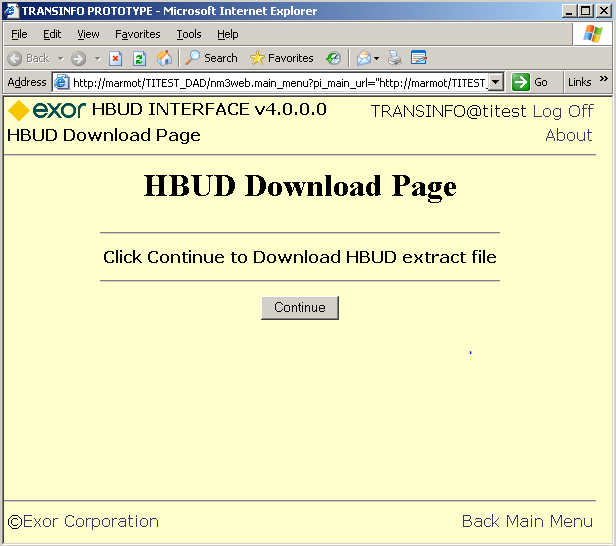 TRANSINFO PROTOTYPE - Microsoft Internet Explorer
File Edit View Favorites Tools Help
Back Search Favorites
Address http://marmot/TITEST_DAD/nm3web.main_menu?pi_main_url="http://marmot/TITEST_ Go Links »
exor HBUD INTERFACE v4.0.0.0 TRANSINFO@titest Log Off
HBUD Download Page About
HBUD Download Page
Click Continue to Download HBUD extract file
Continue
©Exor Corporation Back Main Menu